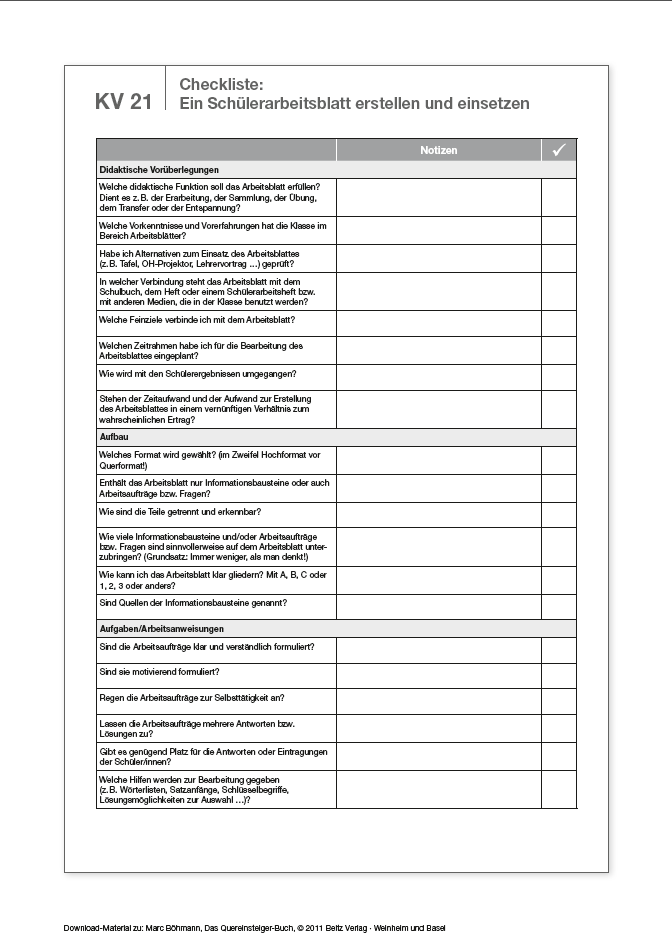 KV 21
Checkliste:
Ein Schülerarbeitsblatt erstellen und einsetzen
Notizen ✓
Didaktische Vorüberlegungen
Welche didaktische Funktion soll das Arbeitsblatt erfüllen?
Dient es z.B. der Erarbeitung, der Sammlung, der Übung,
dem Transfer oder der Entspannung?
Welche Vorkenntnisse und Vorerfahrungen hat die Klasse im
Bereich Arbeitsblätter?
Habe ich Alternativen zum Einsatz des Arbeitsblattes
(z.B. Tafel, OH-Projektor, Lehrervortrag ...) geprüft?
In welcher Verbindung steht das Arbeitsblatt mit dem
Schulbuch, dem Heft oder einem Schülerarbeitsheft bzw.
mit anderen Medien, die in der Klasse benutzt werden?
Welche Feinziele verbinde ich mit dem Arbeitsblatt?
Welchen Zeitrahmen habe ich für die Bearbeitung des
Arbeitsblattes eingeplant?
Wie wird mit den Schülerergebnissen umgegangen?
Stehen der Zeitaufwand und der Aufwand zur Erstellung
des Arbeitsblattes in einem vernünftigen Verhältnis zum
wahrscheinlichen Ertrag?
Aufbau
Welches Format wird gewählt? (im Zweifel Hochformat vor
Querformat!)
Enthält das Arbeitsblatt nur Informationsbausteine oder auch
Arbeitsaufträge bzw. Fragen?
Wie sind die Teile getrennt und erkennbar?
Wie viele Informationsbausteine und/oder Arbeitsaufträge
bzw. Fragen sind sinnvollerweise auf dem Arbeitsblatt unter-
zubringen? (Grundsatz: Immer weniger, als man denkt!)
Wie kann ich das Arbeitsblatt klar gliedern? Mit A, B, C oder
1, 2, 3 oder anders?
Sind Quellen der Informationsbausteine genannt?
Aufgaben/Arbeitsanweisungen
Sind die Arbeitsaufträge klar und verständlich formuliert?
Sind sie motivierend formuliert?
Regen die Arbeitsaufträge zur Selbsttätigkeit an?
Lassen die Arbeitsaufträge mehrere Antworten bzw.
Lösungen zu?
Gibt es genügend Platz für die Antworten oder Eintragungen
der Schüler/innen?
Welche Hilfen werden zur Bearbeitung gegeben
(z.B. Wörterlisten, Satzanfänge, Schlüsselbegriffe,
Lösungsmöglichkeiten zur Auswahl ...)?
Download-Material zu: Marc Böhmann, Das Quereinsteiger-Buch, © 2011 Beltz Verlag · Weinheim und Basel